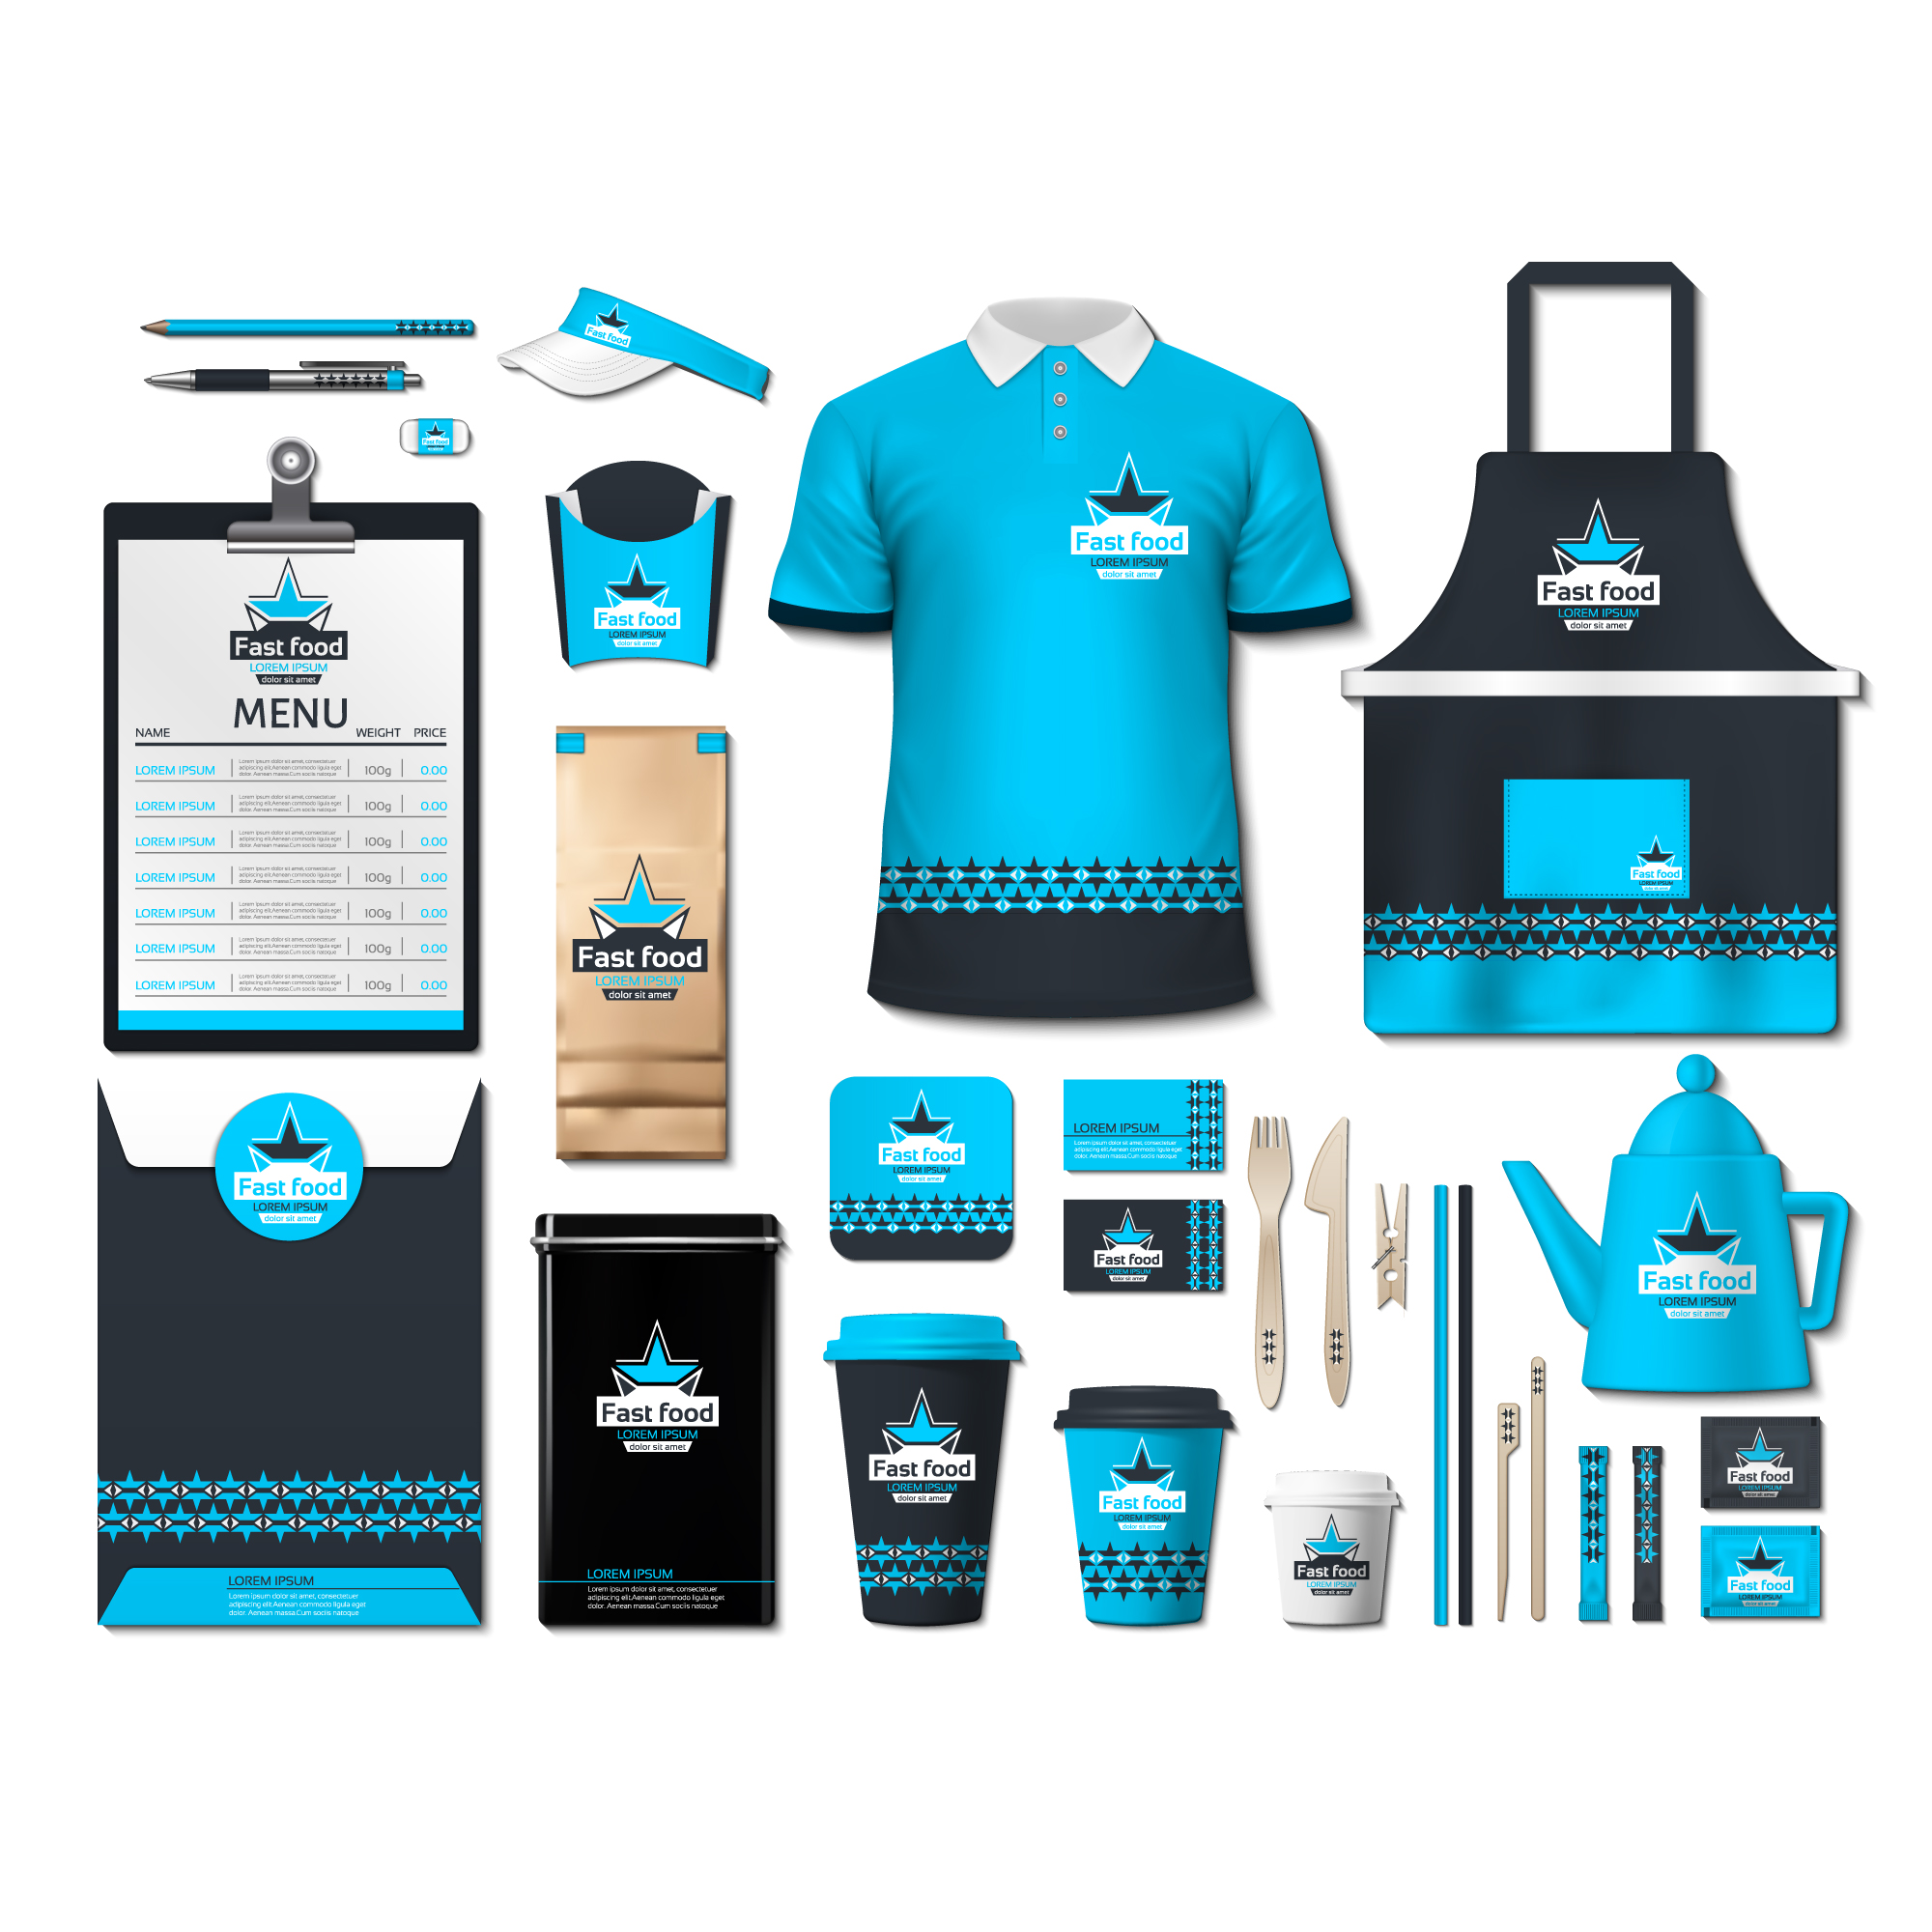 Fast food
Fast food
Fast food
LOREM IPSUM
dolor sit amet
MENU
NAME WEIGHT PRICE
LOREM IPSUM Lorem ipsum dolor sit amet, consectetuer 100g 0.00
adipiscing elit.Aenean commodo ligula eget
dolor. Aenean massa.Cum sociis natoque
LOREM IPSUM Lorem ipsum dolor sit amet, consectetuer 100g 0.00
adipiscing elit.Aenean commodo ligula eget
dolor. Aenean massa.Cum sociis natoque
LOREM IPSUM Lorem ipsum dolor sit amet, consectetuer 100g 0.00
adipiscing elit.Aenean commodo ligula eget
dolor. Aenean massa.Cum sociis natoque
LOREM IPSUM Lorem ipsum dolor sit amet, consectetuer 100g 0.00
adipiscing elit.Aenean commodo ligula eget
dolor. Aenean massa.Cum sociis natoque
LOREM IPSUM Lorem ipsum dolor sit amet, consectetuer 100g 0.00
adipiscing elit.Aenean commodo ligula eget
dolor. Aenean massa.Cum sociis natoque
LOREM IPSUM Lorem ipsum dolor sit amet, consectetuer 100g 0.00
adipiscing elit.Aenean commodo ligula eget
dolor. Aenean massa.Cum sociis natoque
LOREM IPSUM Lorem ipsum dolor sit amet, consectetuer 100g 0.00
adipiscing elit.Aenean commodo ligula eget
dolor. Aenean massa.Cum sociis natoque
Fast food
LOREM IPSUM
dolor sit amet
Fast food
LOREM IPSUM
dolor sit amet
Fast food
LOREM IPSUM
dolor sit amet
Fast food
LOREM IPSUM
dolor sit amet
Fast food
LOREM IPSUM
Fast food
LOREM IPSUM
dolor sit amet
LOREM IPSUM
Lorem ipsum dolor sit amet, consectetuer
adipiscing elit.Aenean commodo ligula eget
dolor. Aenean massa.Cum sociis natoque
Fast food
LOREM IPSUM
dolor sit amet
LOREM IPSUM
Lorem ipsum dolor sit amet, consectetuer
adipiscing elit.Aenean commodo ligula eget
dolor. Aenean massa.Cum sociis natoque
Fast food
LOREM IPSUM
dolor sit amet
LOREM IPSUM
Lorem ipsum dolor sit amet, consectetuer
adipiscing elit.Aenean commodo ligula eget
dolor. Aenean massa.Cum sociis natoque
Fast food
LOREM IPSUM
dolor sit amet
Fast food
LOREM IPSUM
dolor sit amet
Fast food
LOREM IPSUM
dolor sit amet
Fast food
LOREM IPSUM
dolor sit amet
Fast food
LOREM IPSUM
dolor sit amet
Fast food
LOREM IPSUM
dolor sit amet
Fast food
LOREM IPSUM
dolor sit amet